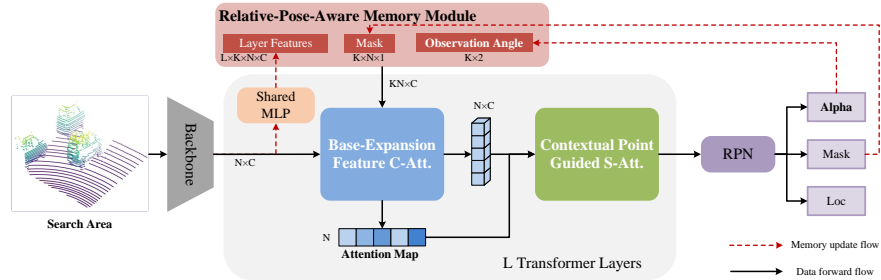 Relative-Pose-Aware Memory Module
Layer Features
Mask
Observation Angle
L×K×N×C
K×N×1
K×2
KN×C
Shared
MLP
N×C
Backbone
N×C
Base-Expansion
Feature C-Att.
Contextual Point
Guided S-Att.
RPN
Alpha
Mask
Loc
Search Area
N
Attention Map
L Transformer Layers
Memory update flow
Data forward flow